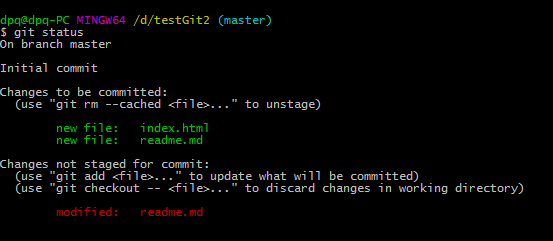 dpq@dpq-PC MINGW64 /d/testGit2 (master)
$ git status
On branch master
Initial commit
Changes to be committed:
(use "git rm --cached <file>..." to unstage)
new file: index.html
new file: readme.md
Changes not staged for commit:
(use "git add <file>..." to update what will be committed)
(use "git checkout -- <file>..." to discard changes in working directory)
modified: readme.md